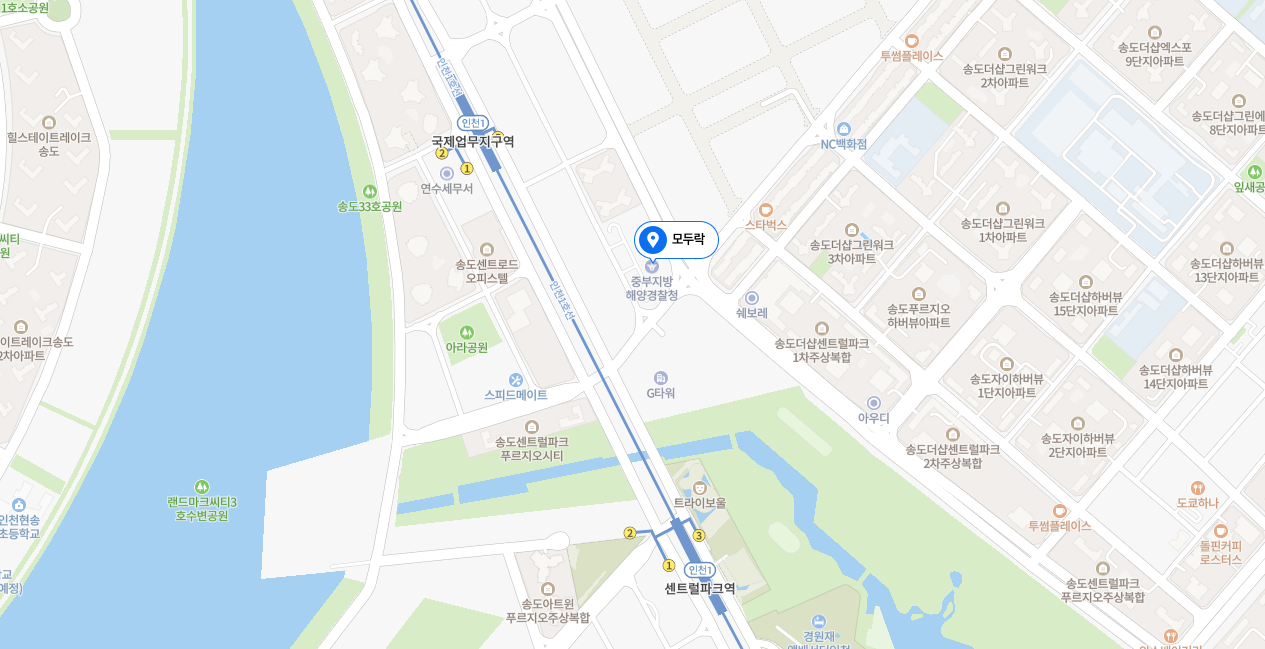 1호소공원
힐스테이트레이크
송도
인천1호선
인천1
국제업무지구역
2
1
연수세무서
송도33호공원
송도센트로드
오피스텔
투썸플레이스
송도더샵그린워크
2차아파트
송도더샵엑스포
9단지아파트
송도더샵그린에
8단지아파트
NC백화점
잎새공
스타벅스
송도더샵그린워크
1차아파트
송도더샵그린워크
3차아파트
모두락
중부지방
해양경찰청
쉐보레
송도더샵하버뷰
13단지아파트
송도더샵하버뷰
15단지아파트
송도푸르지오
하버뷰아파트
송도더샵센트럴파크
1차주상복합
송도더샵하버뷰
14단지아파트
송도자이하버뷰
1단지아파트
씨티
원
이트레이크송도
2차아파트
아라공원
인천1호선
스피드메이트
G타워
아우디
송도센트럴파크
푸르지오시티
송도더샵센트럴파크
2차주상복합
송도자이하버뷰
2단지아파트
랜드마크씨티3
호수변공원
인천현송
초등학교
학교
예정)
트라이보울
2
3
1
인천1
센트럴파크역
송도아트윈
푸르지오주상복합
경원재
투썸플레이스
도쿄하나
돌핀커피
로스터스
송도센트럴파크
푸르지오주상복합